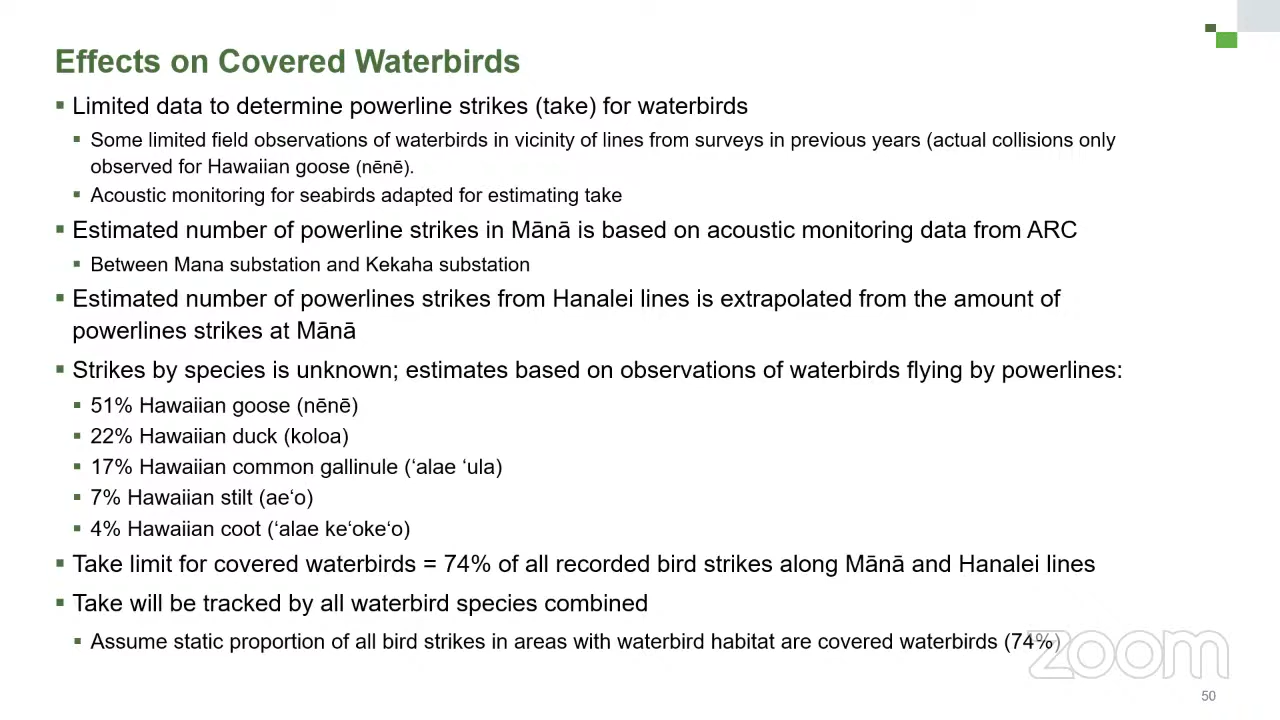 Effects on Covered Waterbirds
▪ Limited data to determine powerline strikes (take) for waterbirds
▪ Some limited field observations of waterbirds in vicinity of lines from surveys in previous years (actual collisions only
observed for Hawaiian goose (nēnē).
▪ Acoustic monitoring for seabirds adapted for estimating take
▪ Estimated number of powerline strikes in Mānā is based on acoustic monitoring data from ARC
▪ Between Mana substation and Kekaha substation
▪ Estimated number of powerlines strikes from Hanalei lines is extrapolated from the amount of
powerlines strikes at Mānā
▪ Strikes by species is unknown; estimates based on observations of waterbirds flying by powerlines:
▪ 51% Hawaiian goose (nēnē)
▪ 22% Hawaiian duck (koloa)
▪ 17% Hawaiian common gallinule (ʻalae ʻula)
▪ 7% Hawaiian stilt (aeʻo)
▪ 4% Hawaiian coot (ʻalae keʻokeʻo)
▪ Take limit for covered waterbirds = 74% of all recorded bird strikes along Mānā and Hanalei lines
▪ Take will be tracked by all waterbird species combined
▪ Assume static proportion of all bird strikes in areas with waterbird habitat are covered waterbirds (74%)
zoom
50